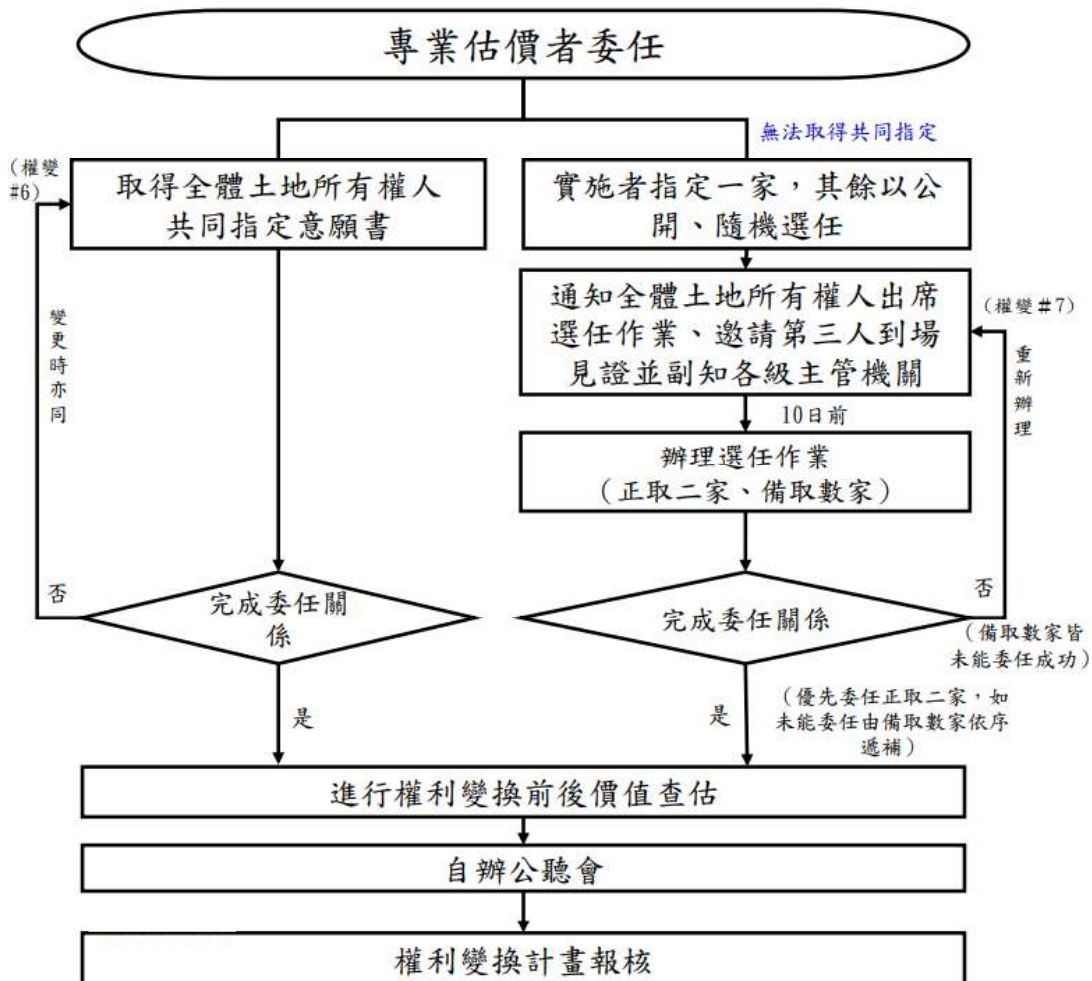 專業估價者委任
無法取得共同指定
(權變
#6)
取得全體土地所有權人
共同指定意願書
實施者指定一家，其餘以公
開、隨機選任
通知全體土地所有權人出席
選任作業、邀請第三人到場
見證並副知各級主管機關
(權變#7)
變更時亦同
重新辦理
10日前
辦理選任作業
(正取二家、備取數家)
否
完成委任關
係
完成委任關係
否
(備取數家皆
未能委任成功)
是
是
(優先委任正取二家，如
未能委任由備取數家依序
遞補)
進行權利變換前後價值查估
自辦公聽會
權利變換計畫報核